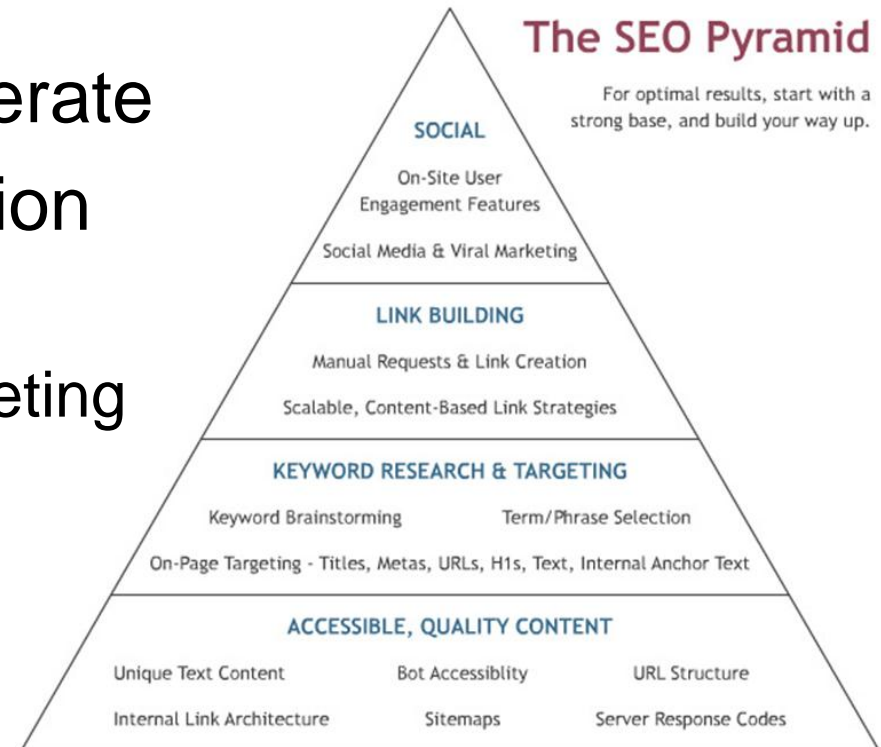 erate
ion
eting
The SEO Pyramid
For optimal results, start with a
strong base, and build your way up.
SOCIAL
On-Site User
Engagement Features
Social Media & Viral Marketing
LINK BUILDING
Manual Requests & Link Creation
Scalable, Content-Based Link Strategies
KEYWORD RESEARCH & TARGETING
Keyword Brainstorming Term/Phrase Selection
On-Page Targeting - Titles, Metas, URLs, H1s, Text, Internal Anchor Text
ACCESSIBLE, QUALITY CONTENT
Unique Text Content Bot Accessiblity URL Structure
Internal Link Architecture Sitemaps Server Response Codes